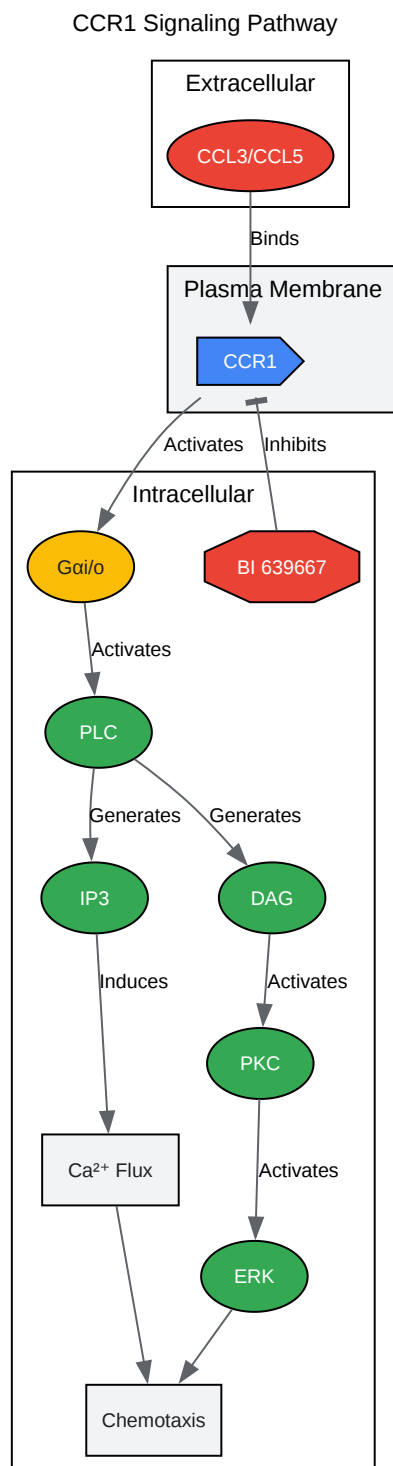 CCR1 Signaling Pathway
Extracellular
CCL3/CCL5
Binds
Plasma Membrane
CCR1
Activates
Inhibits
Intracellular
Gαi/o
BI 639667
Activates
PLC
Generates
Generates
IP3
DAG
Induces
Activates
PKC
Ca²⁺ Flux
Activates
ERK
Chemotaxis